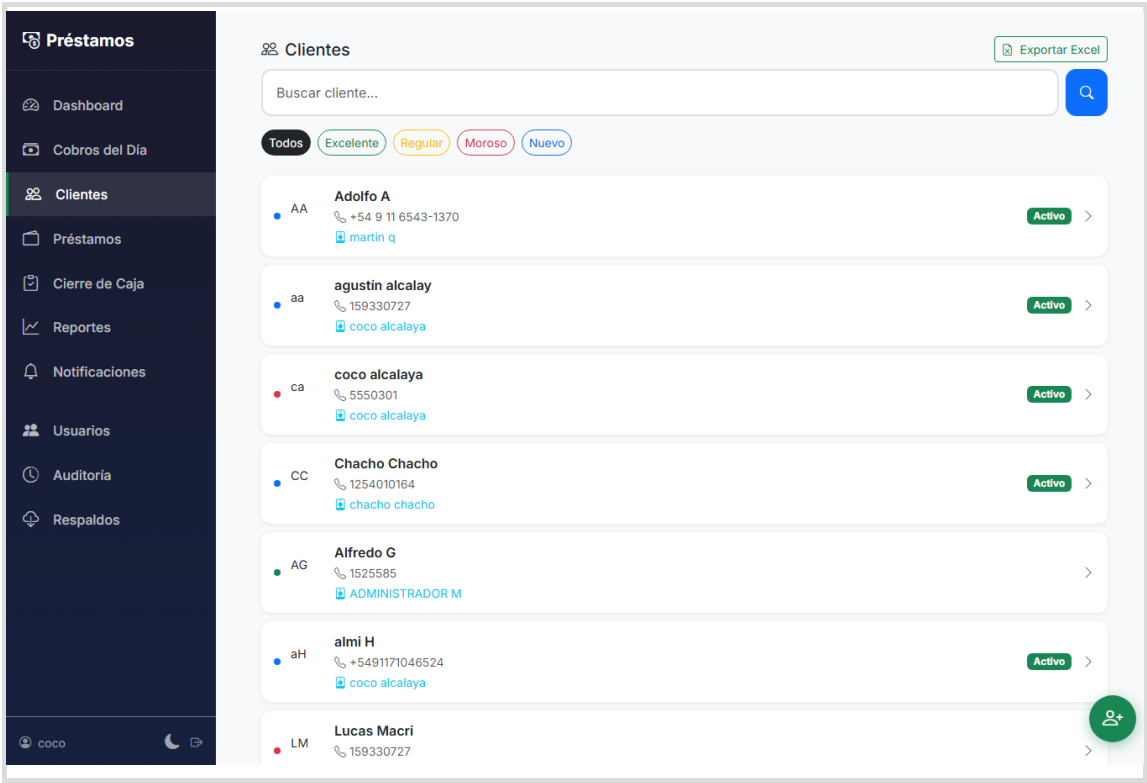 Préstamos
Dashboard
Cobros del Día
Clientes
Préstamos
Cierre de Caja
Reportes
Notificaciones
Usuarios
Auditoría
Respaldos
coco
Clientes
Exportar Excel
Buscar cliente...
Todos Excelente Regular Moroso Nuevo
AA
Adolfo A
+54 9 11 6543-1370
martin q
Activo
aa
agustín alcalay
159330727
coco alcalaya
Activo
ca
coco alcalaya
5550301
coco alcalaya
Activo
CC
Chacho Chacho
1254010164
chacho chacho
Activo
AG
Alfredo G
1525585
ADMINISTRADOR M
aH
almi H
+5491171046524
coco alcalaya
Activo
LM
Lucas Macri
159330727